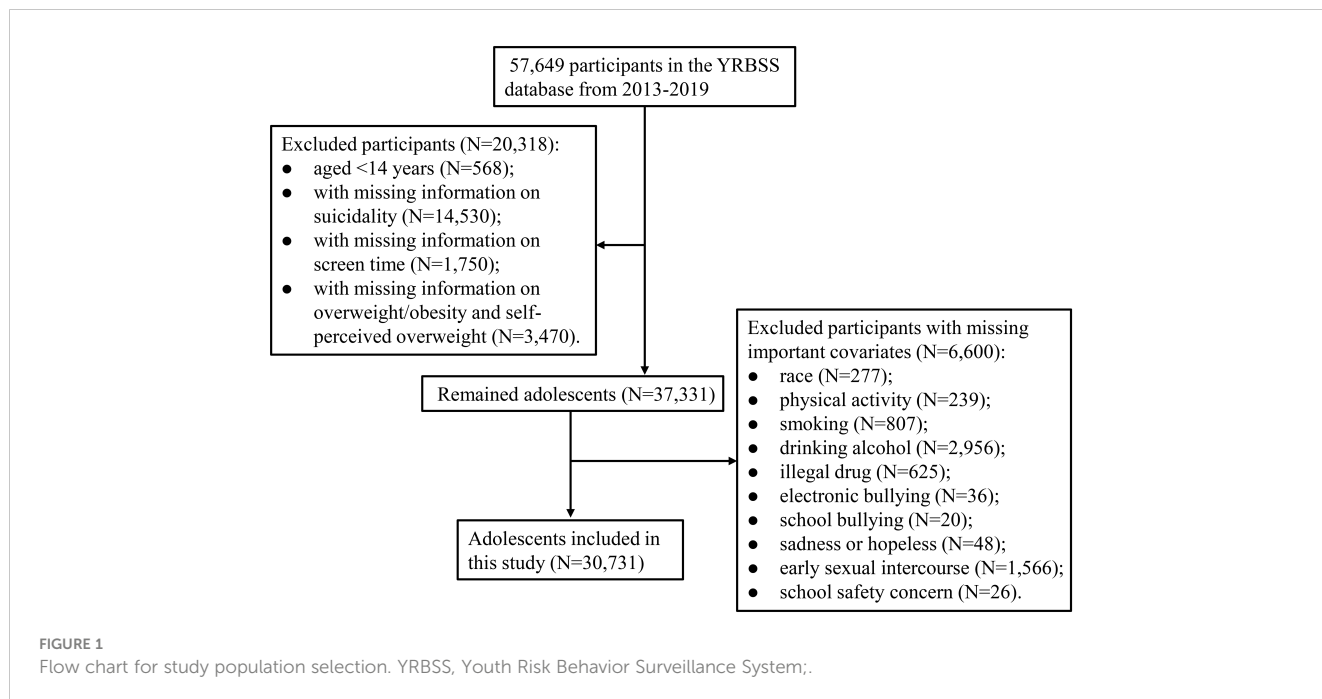 57,649 participants in the YRBSS
database from 2013-2019
Excluded participants (N=20,318):
● aged <14 years (N=568);
● with missing information on
suicidality (N=14,530);
● with missing information on
screen time (N=1,750);
● with missing information on
overweight/obesity and self-
perceived overweight (N=3,470).
Remained adolescents (N=37,331)
Excluded participants with missing
important covariates (N=6,600):
● race (N=277);
● physical activity (N=239);
● smoking (N=807);
● drinking alcohol (N=2,956);
● illegal drug (N=625);
● electronic bullying (N=36);
● school bullying (N=20);
● sadness or hopeless (N=48);
● early sexual intercourse (N=1,566);
● school safety concern (N=26).
Adolescents included in
this study (N=30,731)
FIGURE 1
Flow chart for study population selection. YRBSS, Youth Risk Behavior Surveillance System;.